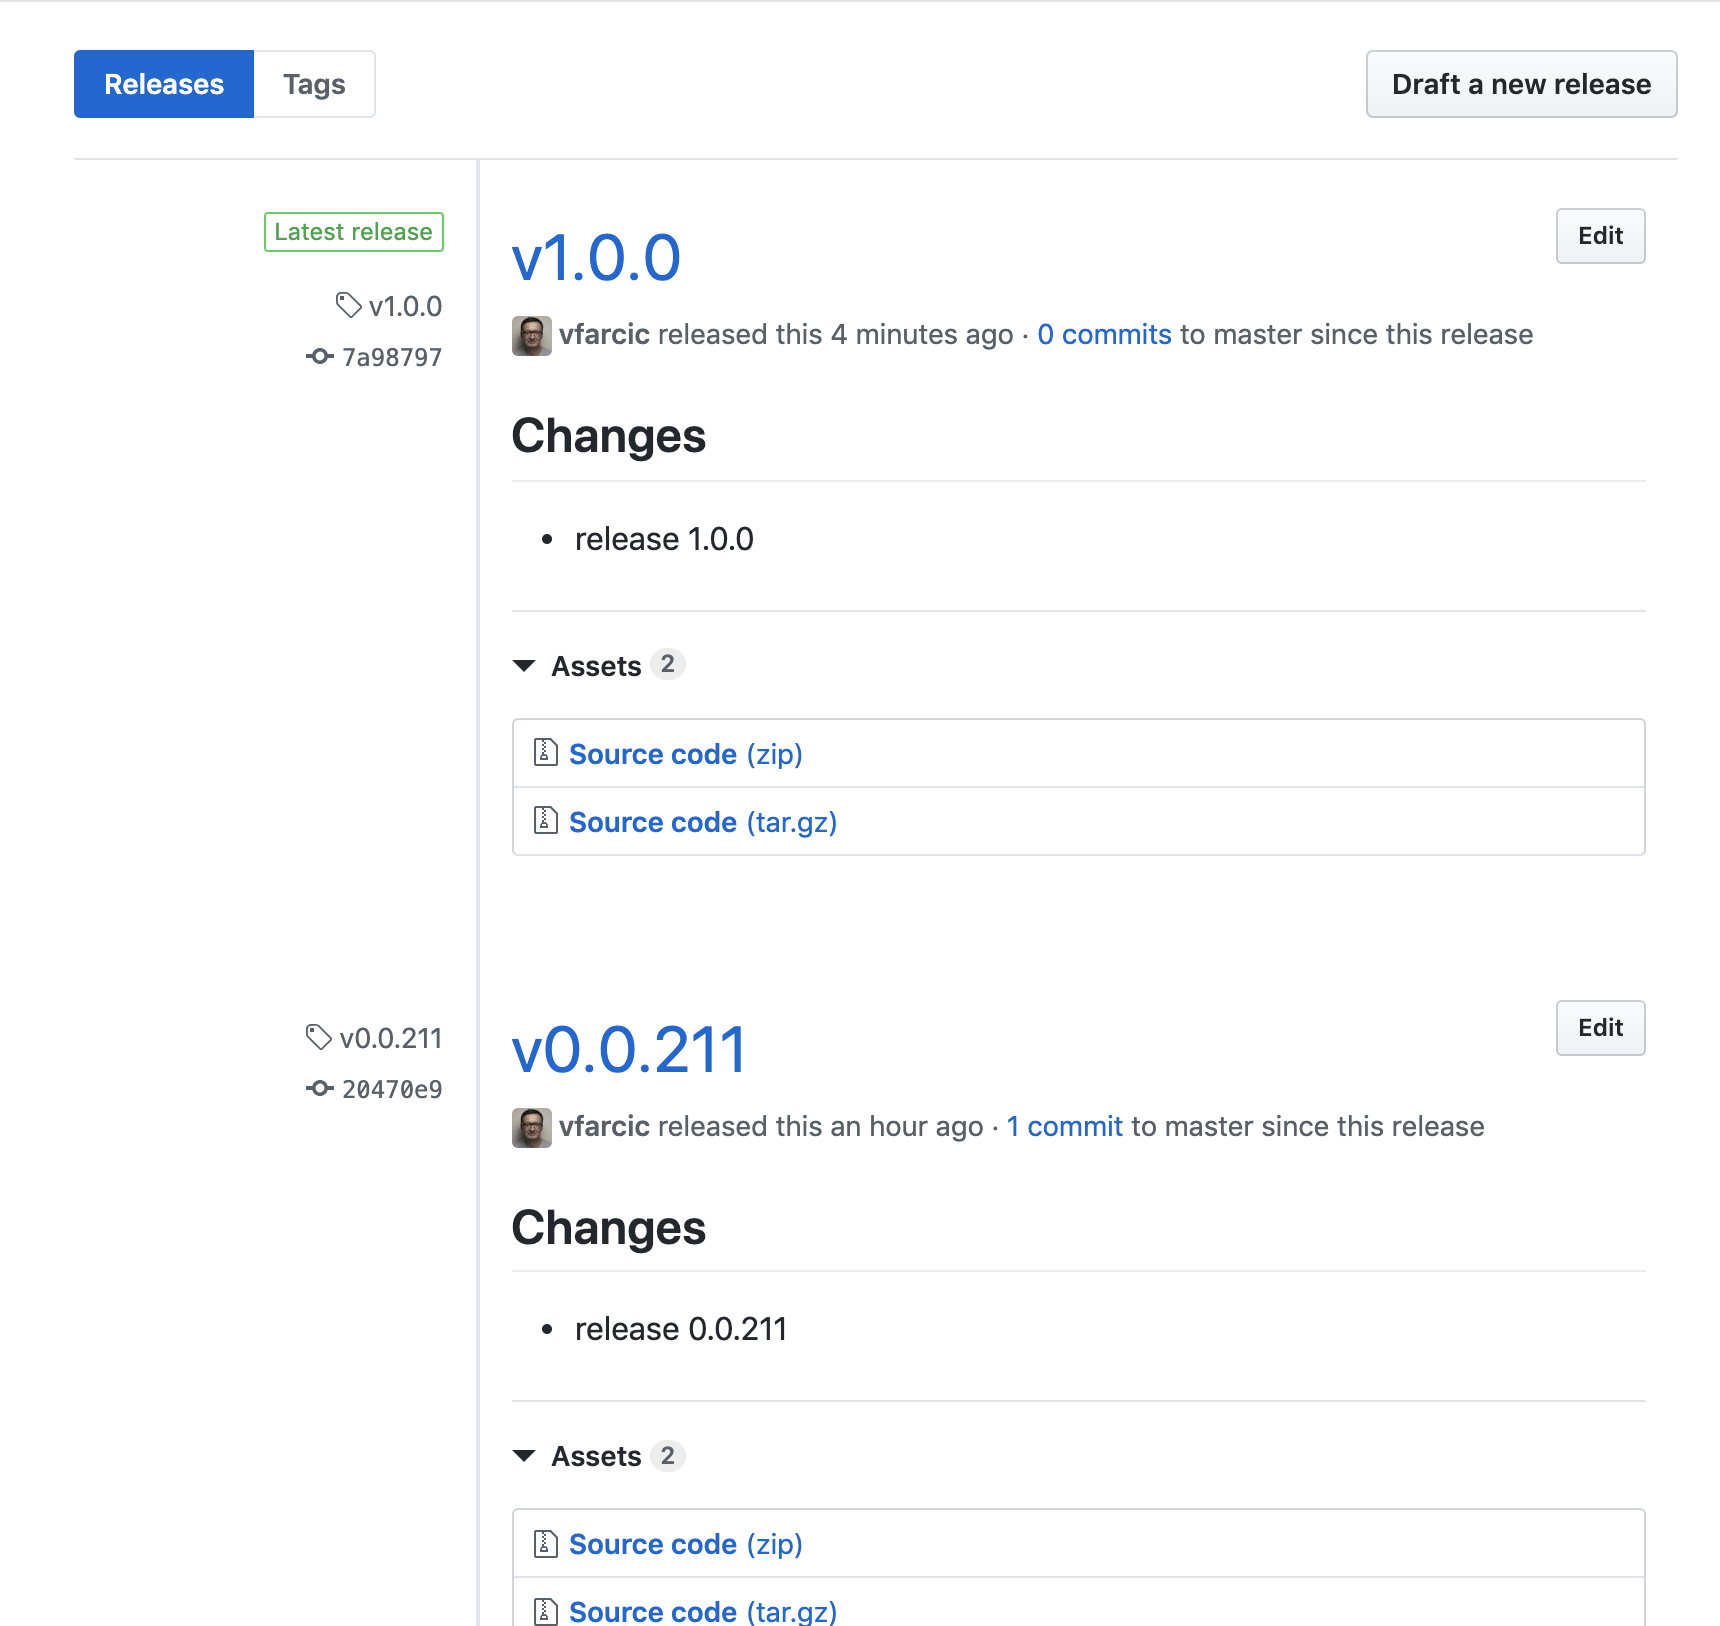 Releases Tags Draft a new release
Latest release
v1.0.0
7a98797
v1.0.0
Edit
vfarcic released this 4 minutes ago · 0 commits to master since this release
Changes
• release 1.0.0
Assets 2
Source code (zip)
Source code (tar.gz)
v0.0.211
20470e9
v0.0.211
Edit
vfarcic released this an hour ago · 1 commit to master since this release
Changes
• release 0.0.211
Assets 2
Source code (zip)
Source code (tar.gz)